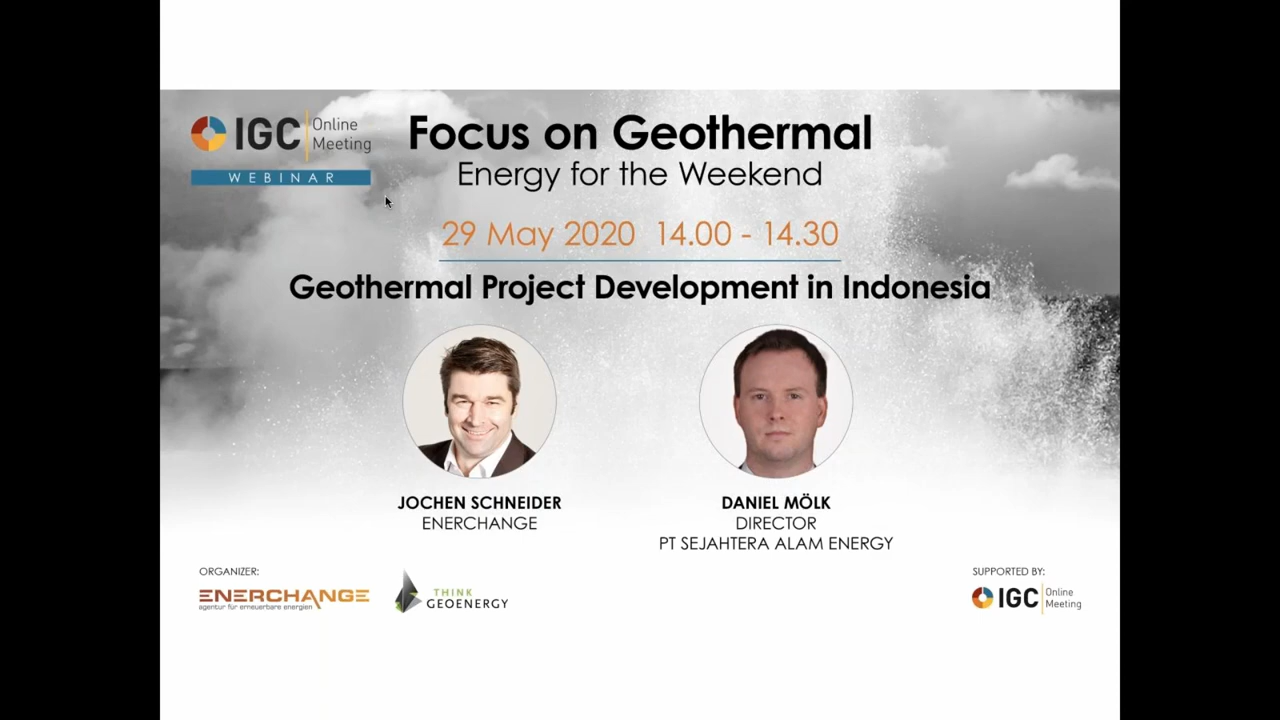 IGC Online Meeting
WEBINAR
Focus on Geothermal
Energy for the Weekend
29 May 2020 14.00 - 14.30
Geothermal Project Development in Indonesia
JOCHEN SCHNEIDER
ENERCHANGE
DANIEL MÖLK
DIRECTOR
PT SEJAHTERA ALAM ENERGY
ORGANIZER:
ENERCHANGE
agentur für erneuerbare energien
THINK
GEOENERGY
SUPPORTED BY:
IGC Online Meeting